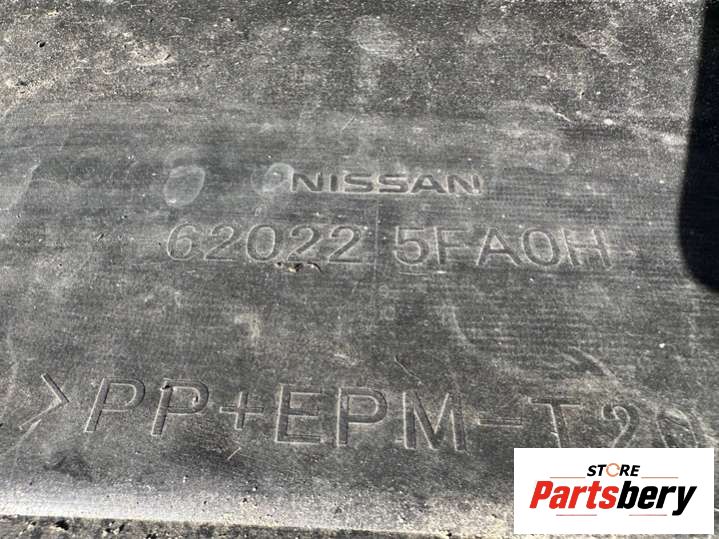 NISSAN
62022 5FA0H
>PP+EPM-T20
STORE
Partsbery